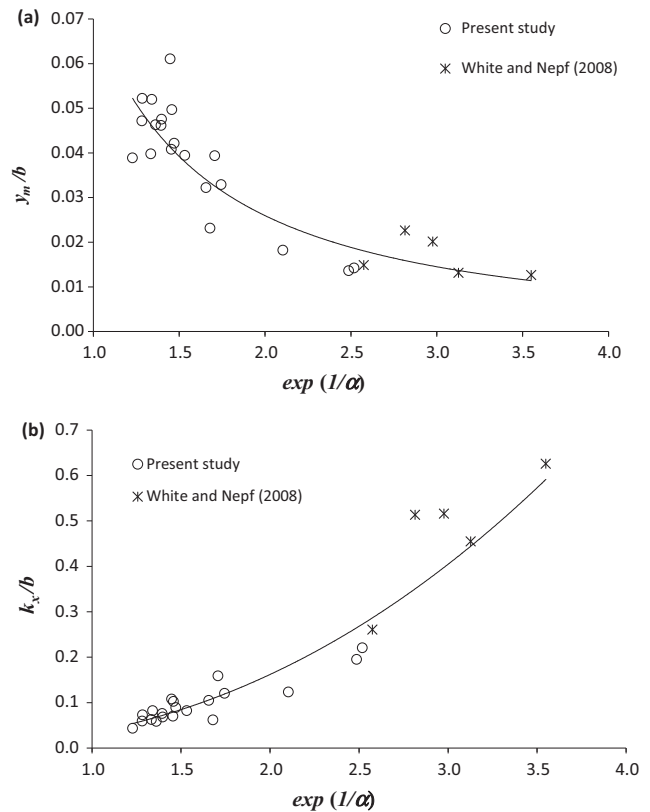 (a)
0.07
0.06
0.05
0.04
0.03
0.02
0.01
0.00
y_m/b
Present study
White and Nepf (2008)
1.0 1.5 2.0 2.5 3.0 3.5 4.0
exp (1/α)
(b)
0.7
0.6
0.5
0.4
0.3
0.2
0.1
0.0
k_x/b
Present study
White and Nepf (2008)
1.0 1.5 2.0 2.5 3.0 3.5 4.0
exp (1/α)